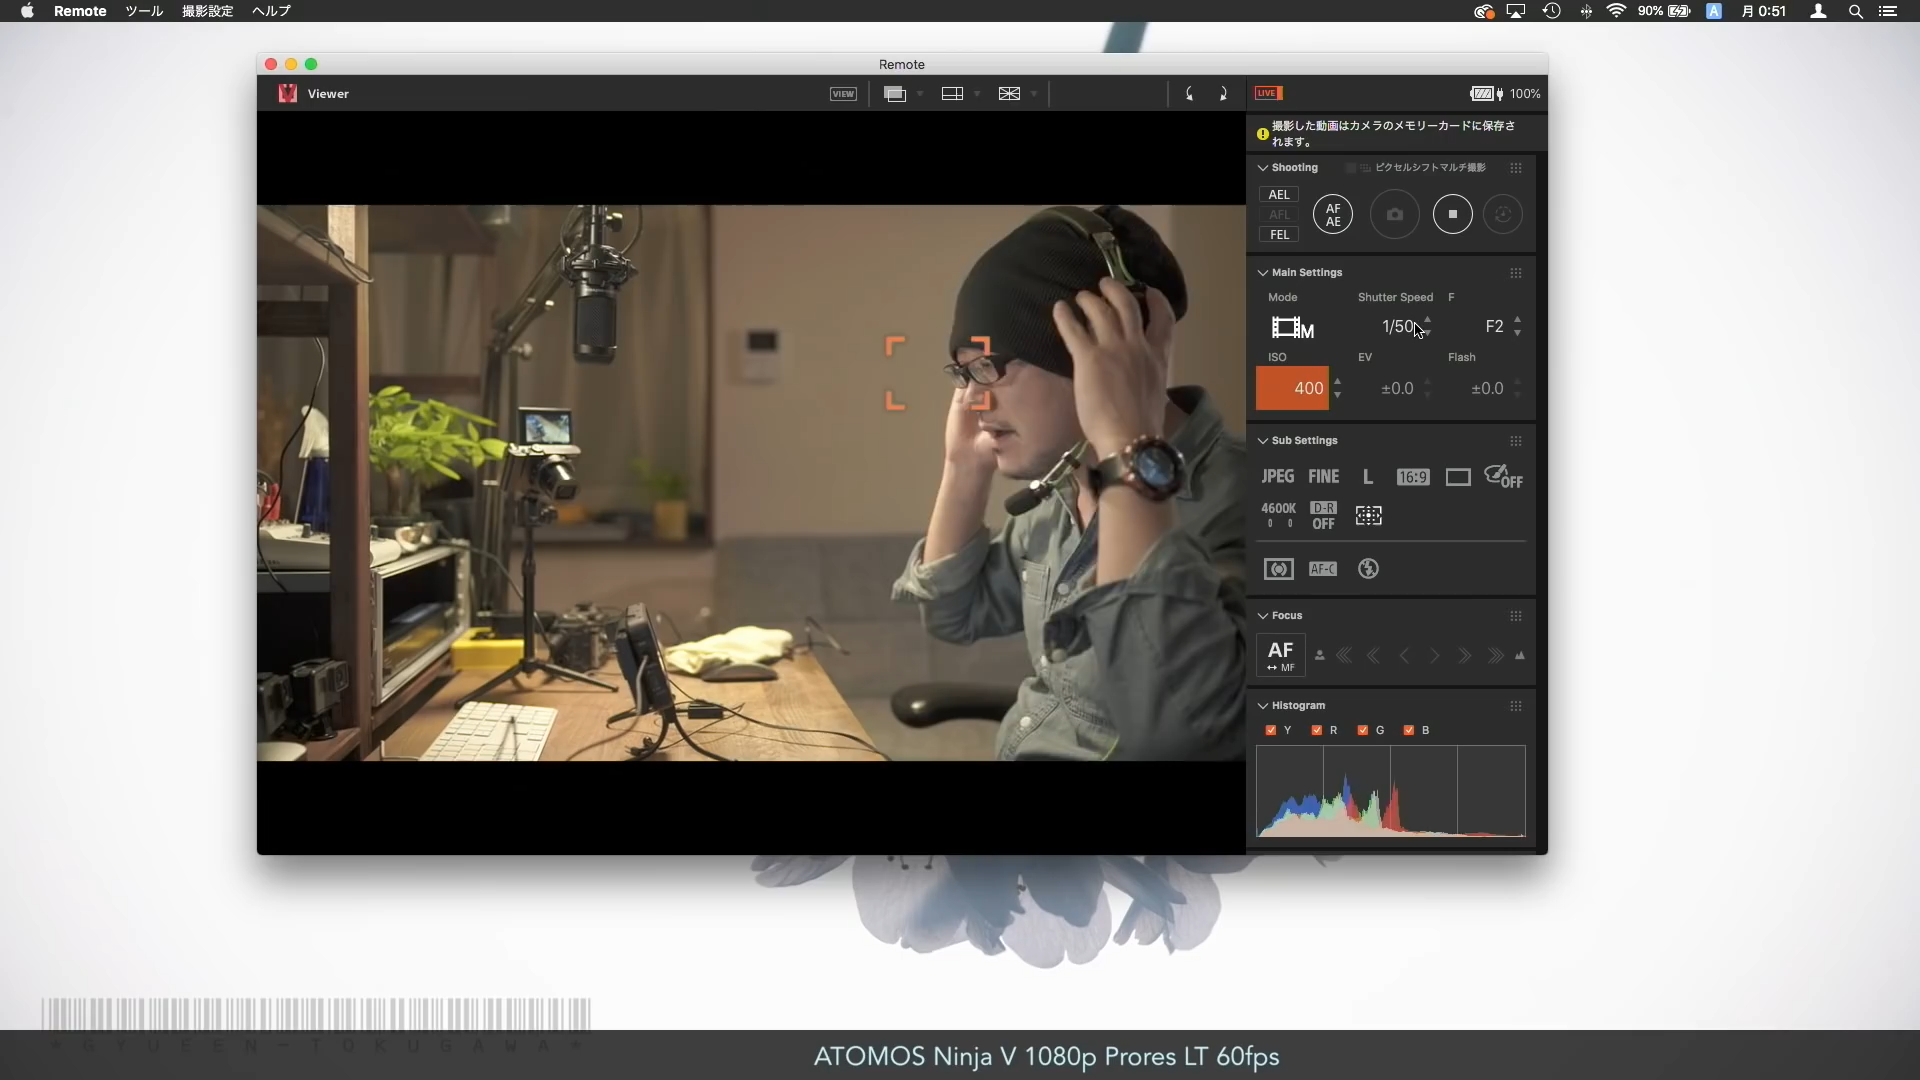 Remote ツール 撮影設定 ヘルプ
90% A 月 0:51
Remote
Viewer
VIEW
LIVE
100%
撮影した動画はカメラのメモリーカードに保存さ
れます。
Shooting
ピクセルシフトマルチ撮影
AEL
AFL
FEL
AF
AE
Main Settings
Mode Shutter Speed F
M 1/50 F2
ISO EV Flash
400 ±0.0 ±0.0
Sub Settings
JPEG FINE L 16:9 OFF
4600K D-R
0 0 OFF
AF-C
Focus
AF
↔ MF
Histogram
Y R G B
*GYUEEN-TOKUGAWA*
ATOMOS Ninja V 1080p Prores LT 60fps